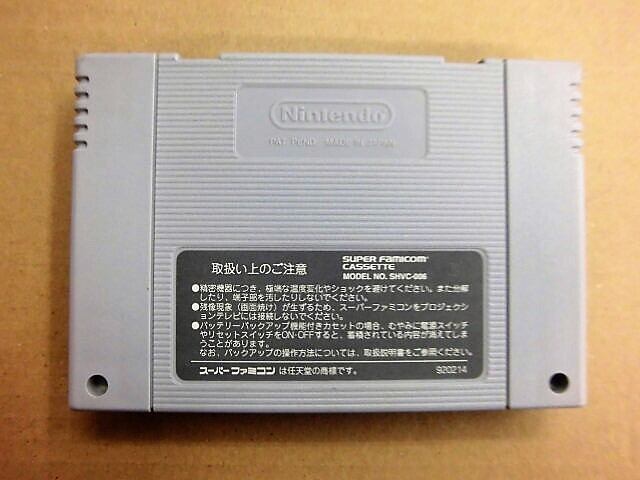 Nintendo
PAT. PEND. MADE IN JAPAN
取扱い上のご注意
SUPER FAMICOM
CASSETTE
MODEL NO. SHVC-006
●精密機器につき、極端な温度変化やショックを避けてください。また分解
したり、端子部を汚したりしないでください。
●残像現象(画面焼け)が生ずるため、スーパーファミコンをプロジェクシ
ョンテレビには接続しないでください。
●バッテリーバックアップ機能付きカセットの場合、むやみに電源スイッチ
やリセットスイッチをON・OFFすると、蓄積されている内容が消えてしま
うことがあります。
なお、バックアップの操作方法については、取扱説明書をご参照ください。
スーパーファミコン は任天堂の商標です。
920214